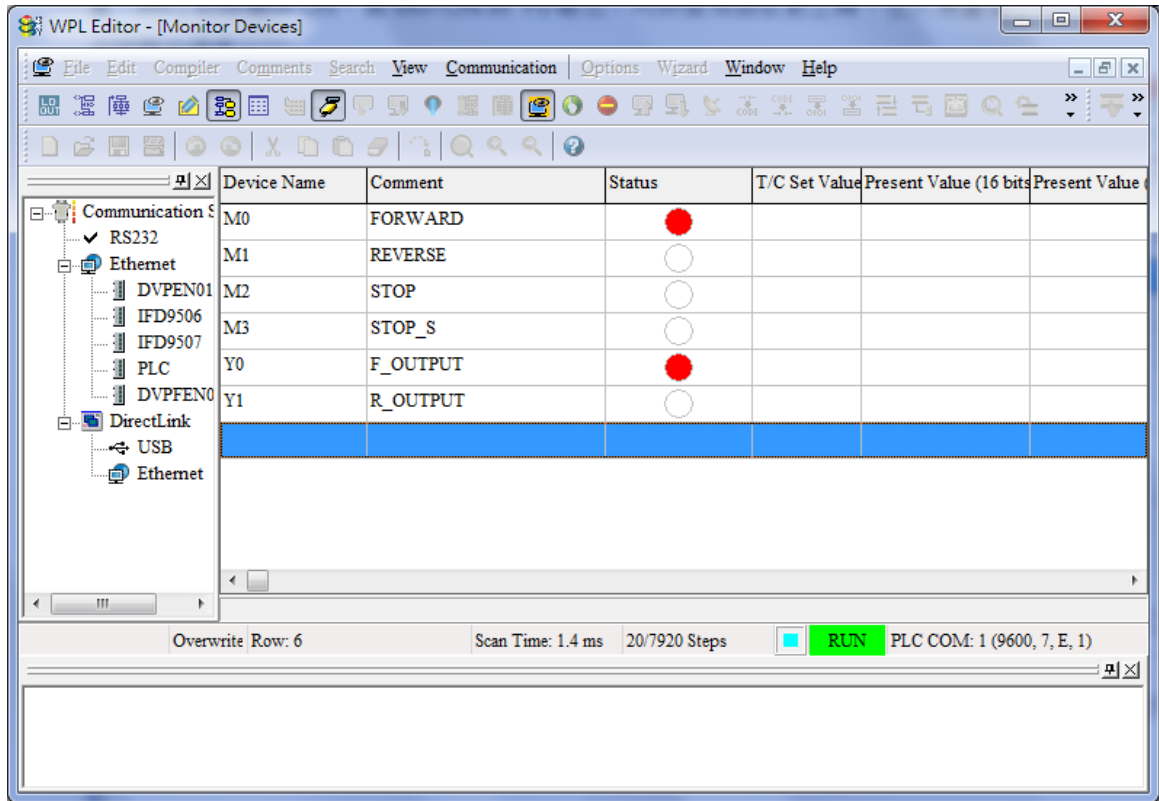 WPL Editor - [Monitor Devices]
File Edit Compiler Comments Search View Communication Options Wizard Window Help
Device Name Comment Status T/C Set Value Present Value (16 bits Present Value (
Communication S
RS232
Ethernet
DVPEN01
IFD9506
IFD9507
PLC
DVPFEN0
DirectLink
USB
Ethernet
M0 FORWARD
M1 REVERSE
M2 STOP
M3 STOP_S
Y0 F_OUTPUT
Y1 R_OUTPUT
Overwrite Row: 6 Scan Time: 1.4 ms 20/7920 Steps RUN PLC COM: 1 (9600, 7, E, 1)